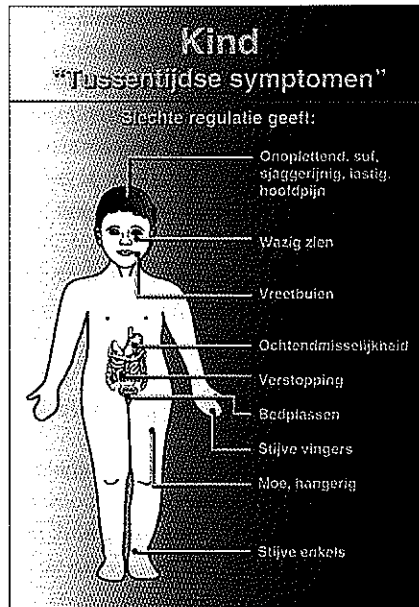 Kind
"Tussentijdse symptomen"
Slechte regulatie geeft:
Onoplettend, suf,
sjaggerijnig, lastig,
hoofdpijn
Wazig zien
Vreetbuien
Ochtendmisselijkheid
Verstopping
Bedplassen
Stijve vingers
Moe, hangerig
Stijve enkels